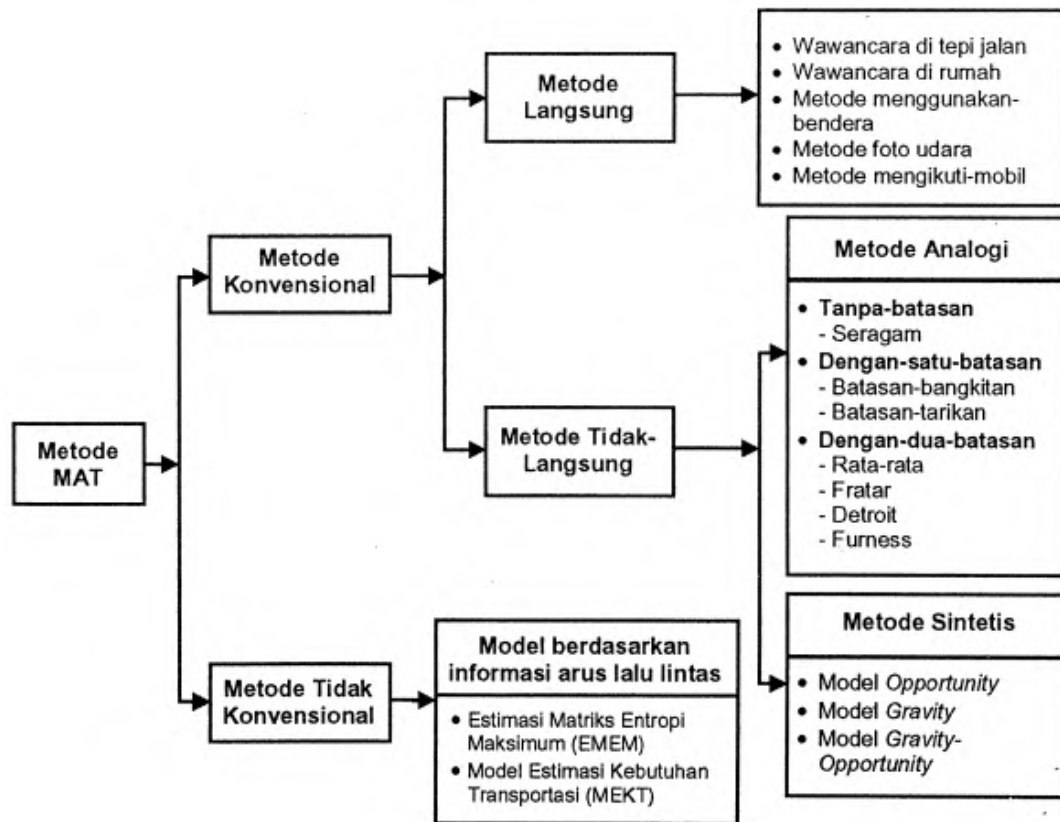 Metode
MAT
Metode
Konvensional
Metode
Langsung
• Wawancara di tepi jalan
• Wawancara di rumah
• Metode menggunakan-
bendera
• Metode foto udara
• Metode mengikuti-mobil
Metode Tidak-
Langsung
Metode Analogi
• Tanpa-batasan
- Seragam
• Dengan-satu-batasan
- Batasan-bangkitan
- Batasan-tarikan
• Dengan-dua-batasan
- Rata-rata
- Fratar
- Detroit
- Furness
Metode Sintetis
• Model Opportunity
• Model Gravity
• Model Gravity-
Opportunity
Metode Tidak
Konvensional
Model berdasarkan
informasi arus lalu lintas
• Estimasi Matriks Entropi
Maksimum (EMEM)
• Model Estimasi Kebutuhan
Transportasi (MEKT)